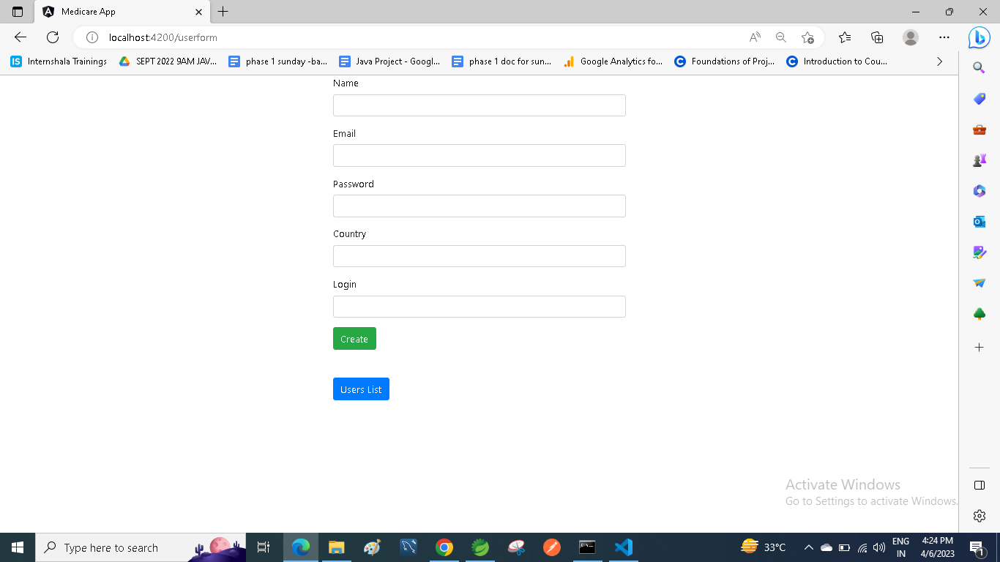 Medicare App
localhost:4200/userform
Internshala Trainings
SEPT 2022 9AM JAV...
phase 1 sunday -ba...
Java Project - Googl...
phase 1 doc for sun...
Google Analytics fo...
Foundations of Proj...
Introduction to Cou...
Name
Email
Password
Country
Login
Create
Users List
Activate Windows
Go to Settings to activate Windows.
Type here to search
33°C
ENG
IN
4:24 PM
4/6/2023
1